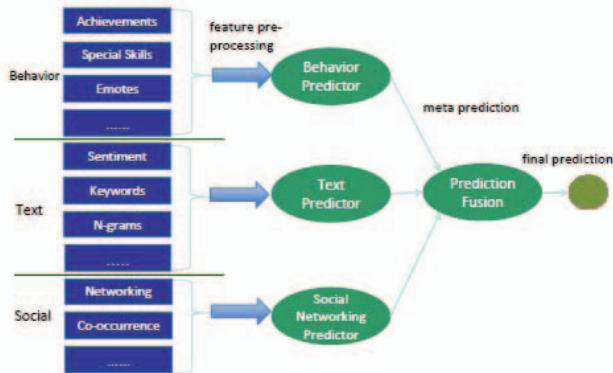 Achievements
Special Skills
Behavior
Emotes
......
feature pre-
processing
Behavior
Predictor
meta prediction
Sentiment
Keywords
Text
N-grams
......
Text
Predictor
Prediction
Fusion
final prediction
Networking
Social
Co-occurrence
......
Social
Networking
Predictor